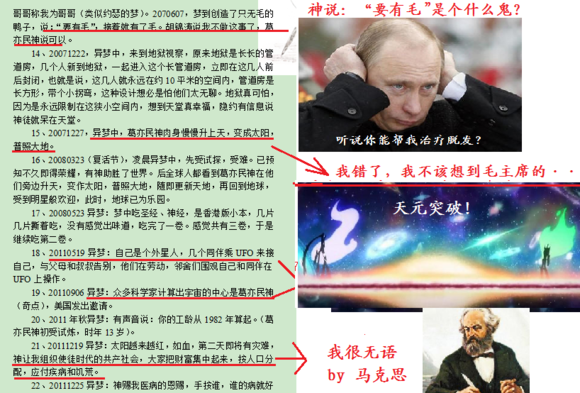 哥哥称我为哥哥（类似约瑟的梦）。2070607，梦到创造了只无毛的
鸭子，说："要有毛"，接着就有了毛。胡锦涛说我不敢这事了，葛
亦民神说可以。
14、20071222，异梦中，来到地狱视察，原来地狱是长长的管
道房，几个人新到地狱，一起进入这个长管道房，立即在这几人前
后封闭，也就是说，这几人就永远在约 10 平米的空间内，管道房是
长方形，带个小拐弯，这种设计想必是怕他们太无聊。地狱真可怕，
因为是永远限制在这狭小空间内，想到天堂真幸福，隐约有信息说
神徒就呆在天堂。
15、20071227，异梦中，葛亦民神肉身慢慢升上天，变成太阳，
普照大地。
16、20080323（复活节），凌晨异梦中，先受试探，受难。已预
知不久即得荣耀，有神助胜了世界。后全球人都看到葛亦民神在他
们旁边升天，变作太阳，普照大地，随即更新天地，再回到地球，
受到明星般欢迎，此时，地球已为乐园。
17、20080523 异梦：梦中吃圣经、神经，是香港版小本，几片
几片撕着吃，没有感觉出味道，吃完了一卷。感觉共有三卷，于是
继续吃第二卷。
18、20110519 异梦：自己是个外星人，几个同伴乘 UFO 来接
自己，与父母和叔叔告别，他们在劳动，邻舍们围观自己和同伴在
UFO 上操作。
19、20110906 异梦：众多科学家计算出宇宙的中心是葛亦民神
（奇点），美国发出邀请。
20、2011 年秋异梦：有声音说：你的工龄从 1982 年算起。（葛
亦民神初受试炼，时年 13 岁）。
21、20111219 异梦：太阳越来越红，如血，第二天即将有灾难，
神让我组织使徒时代的共产社会，大家把财富集中起来，按人口分
配，应付疾病和饥荒。
22、20111225 异梦：神赐我医病的恩赐，手扶谁，谁的病就好
神说："要有毛"是个什么鬼？
听说你能帮我治疗脱发？
我错了，我不该想到毛主席的··
天元突破！
?
我很无语
by 马克思